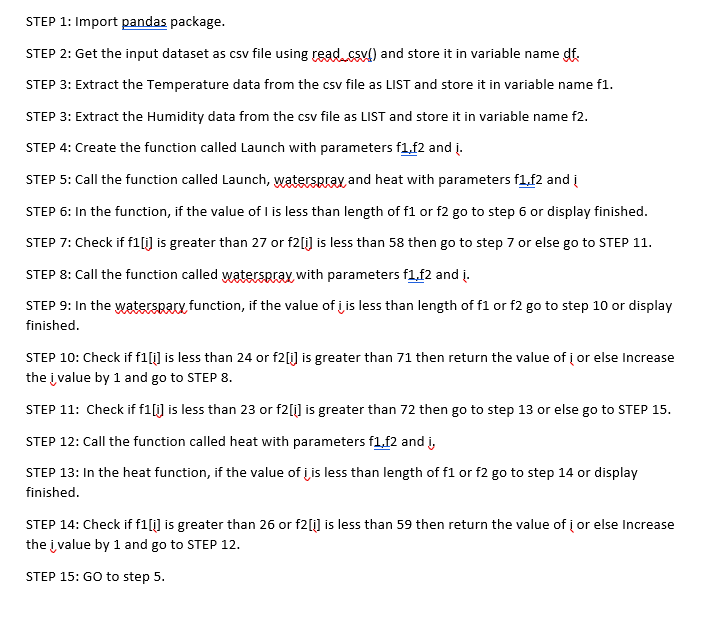 STEP 1: Import pandas package.
STEP 2: Get the input dataset as csv file using read_csv() and store it in variable name df.
STEP 3: Extract the Temperature data from the csv file as LIST and store it in variable name f1.
STEP 3: Extract the Humidity data from the csv file as LIST and store it in variable name f2.
STEP 4: Create the function called Launch with parameters f1,f2 and i.
STEP 5: Call the function called Launch, waterspray and heat with parameters f1,f2 and i
STEP 6: In the function, if the value of I is less than length of f1 or f2 go to step 6 or display finished.
STEP 7: Check if f1[i] is greater than 27 or f2[i] is less than 58 then go to step 7 or else go to STEP 11.
STEP 8: Call the function called waterspray with parameters f1,f2 and i.
STEP 9: In the waterspary function, if the value of i is less than length of f1 or f2 go to step 10 or display
finished.
STEP 10: Check if f1[i] is less than 24 or f2[i] is greater than 71 then return the value of i or else Increase
the i value by 1 and go to STEP 8.
STEP 11:  Check if f1[i] is less than 23 or f2[i] is greater than 72 then go to step 13 or else go to STEP 15.
STEP 12: Call the function called heat with parameters f1,f2 and i.
STEP 13: In the heat function, if the value of i is less than length of f1 or f2 go to step 14 or display
finished.
STEP 14: Check if f1[i] is greater than 26 or f2[i] is less than 59 then return the value of i or else Increase
the i value by 1 and go to STEP 12.
STEP 15: GO to step 5.